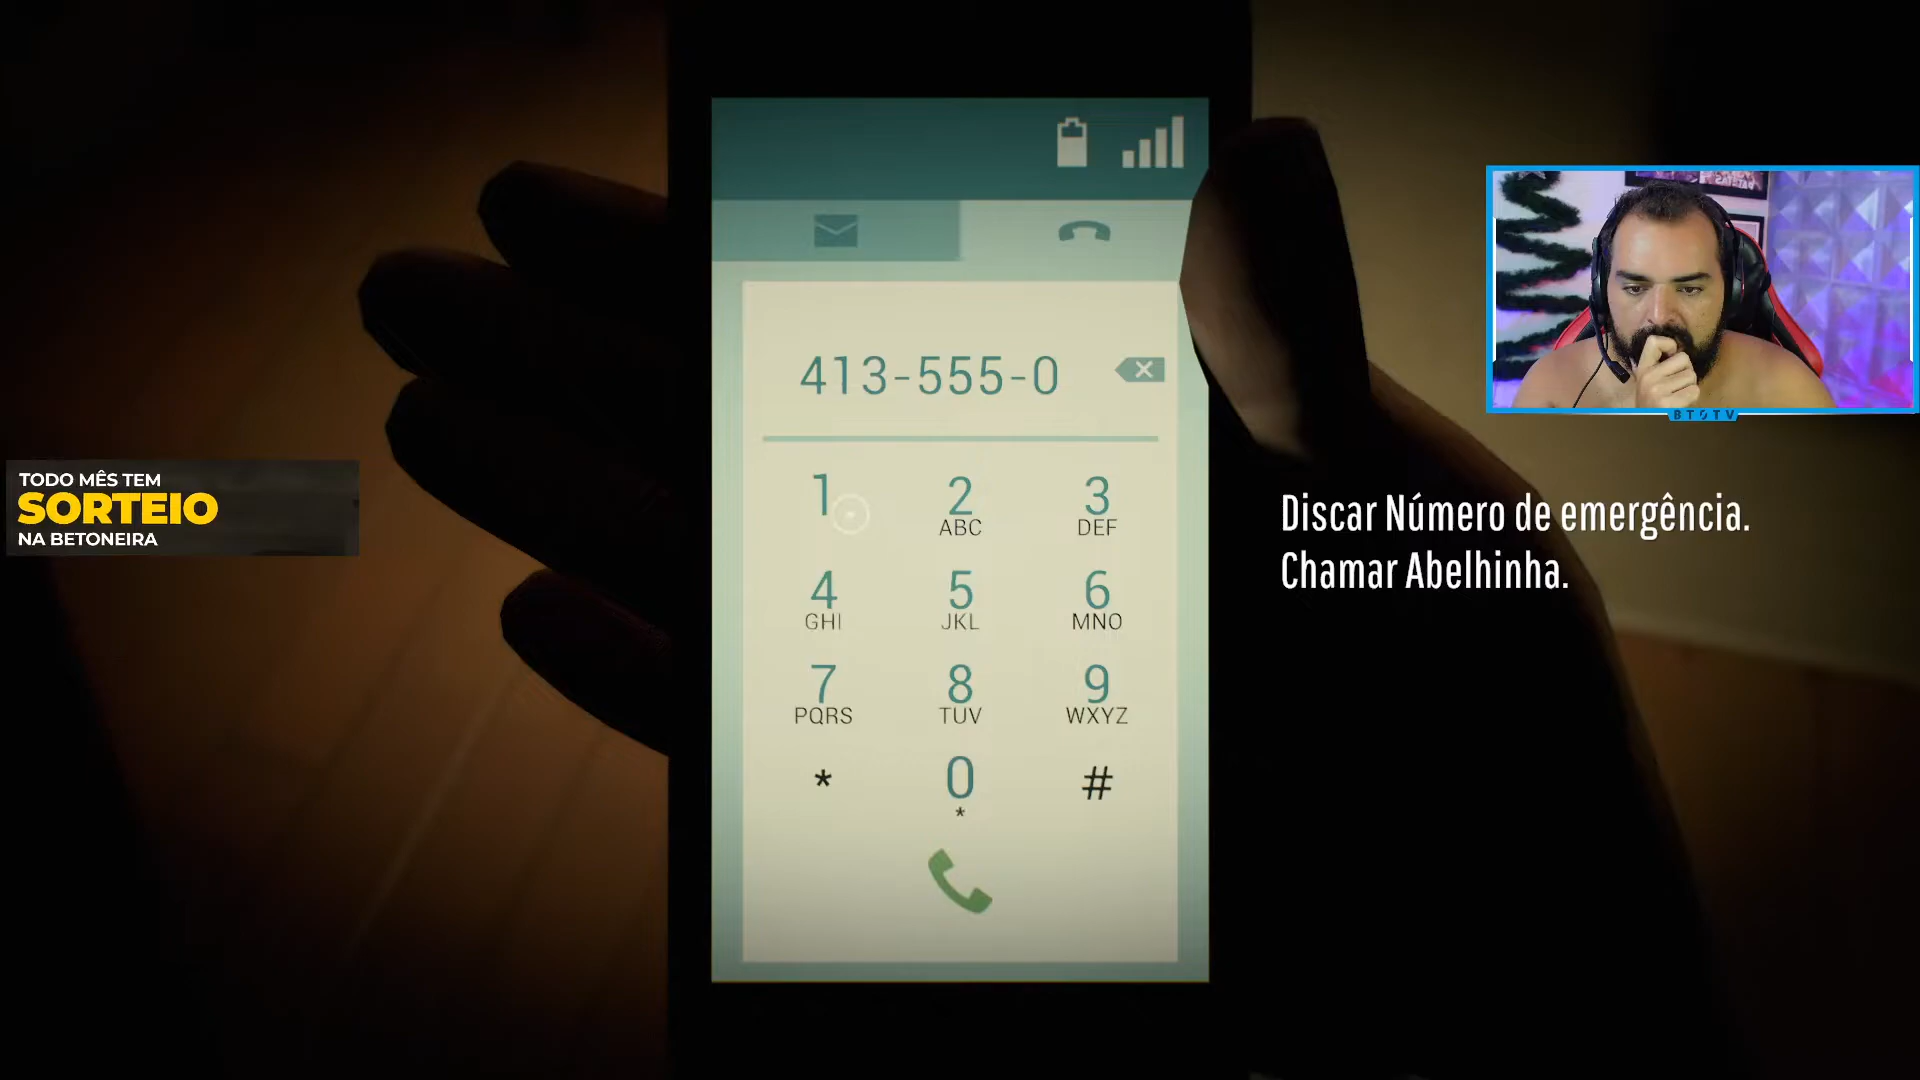 413-555-0
1
2
ABC
3
DEF
4
GHI
5
JKL
6
MNO
7
PQRS
8
TUV
9
WXYZ
*
0
*
#
TODO MÊS TEM
SORTEIO
NA BETONEIRA
Discar Número de emergência.
Chamar Abelhinha.
BTOTV